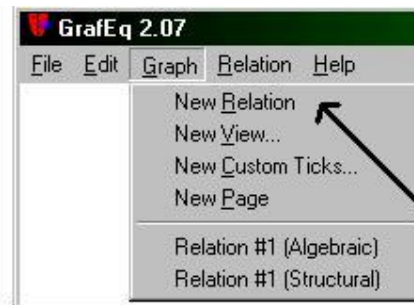 GrafEq 2.07
File Edit Graph Relation Help
New Relation
New View...
New Custom Ticks...
New Page
Relation #1 (Algebraic)
Relation #1 (Structural)